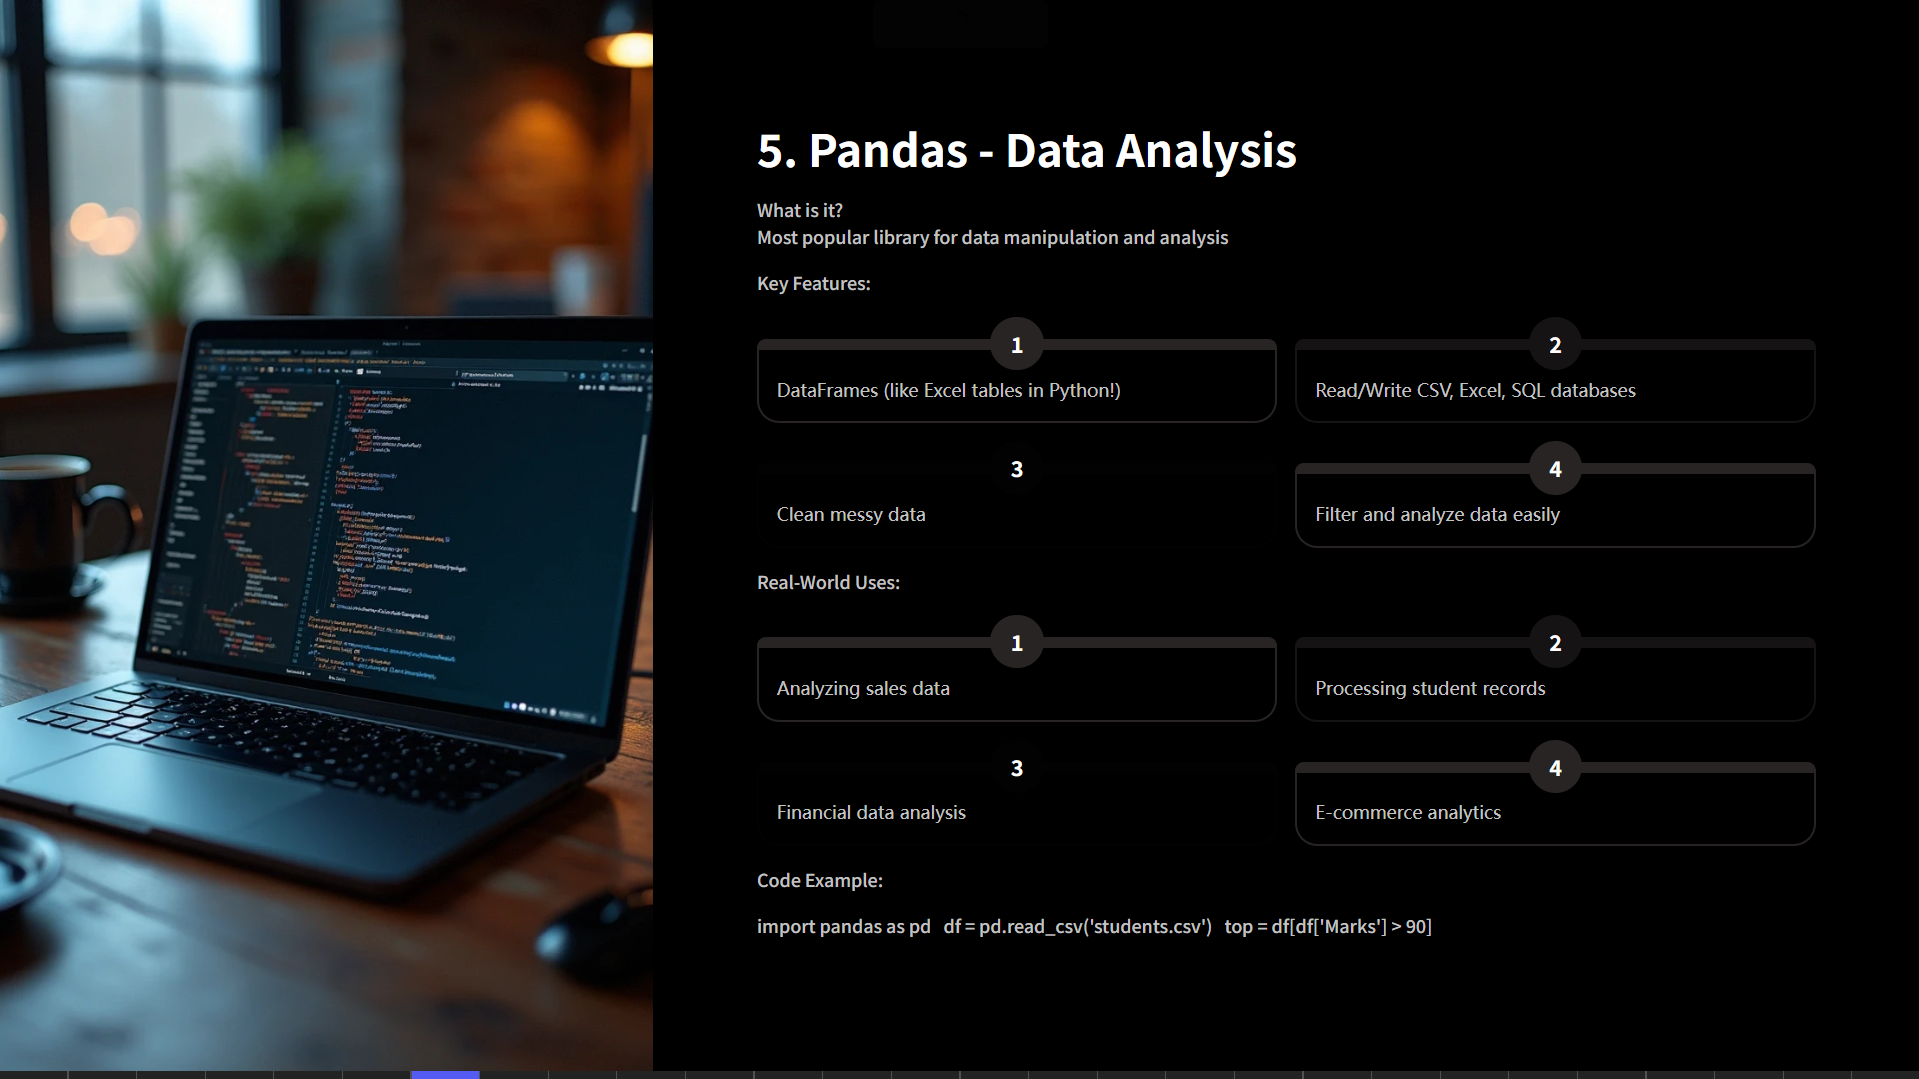 5. Pandas - Data Analysis
What is it?
Most popular library for data manipulation and analysis
Key Features:
1
DataFrames (like Excel tables in Python!)
2
Read/Write CSV, Excel, SQL databases
3
Clean messy data
4
Filter and analyze data easily
Real-World Uses:
1
Analyzing sales data
2
Processing student records
3
Financial data analysis
4
E-commerce analytics
Code Example:
import pandas as pd   df = pd.read_csv('students.csv')   top = df[df['Marks'] > 90]